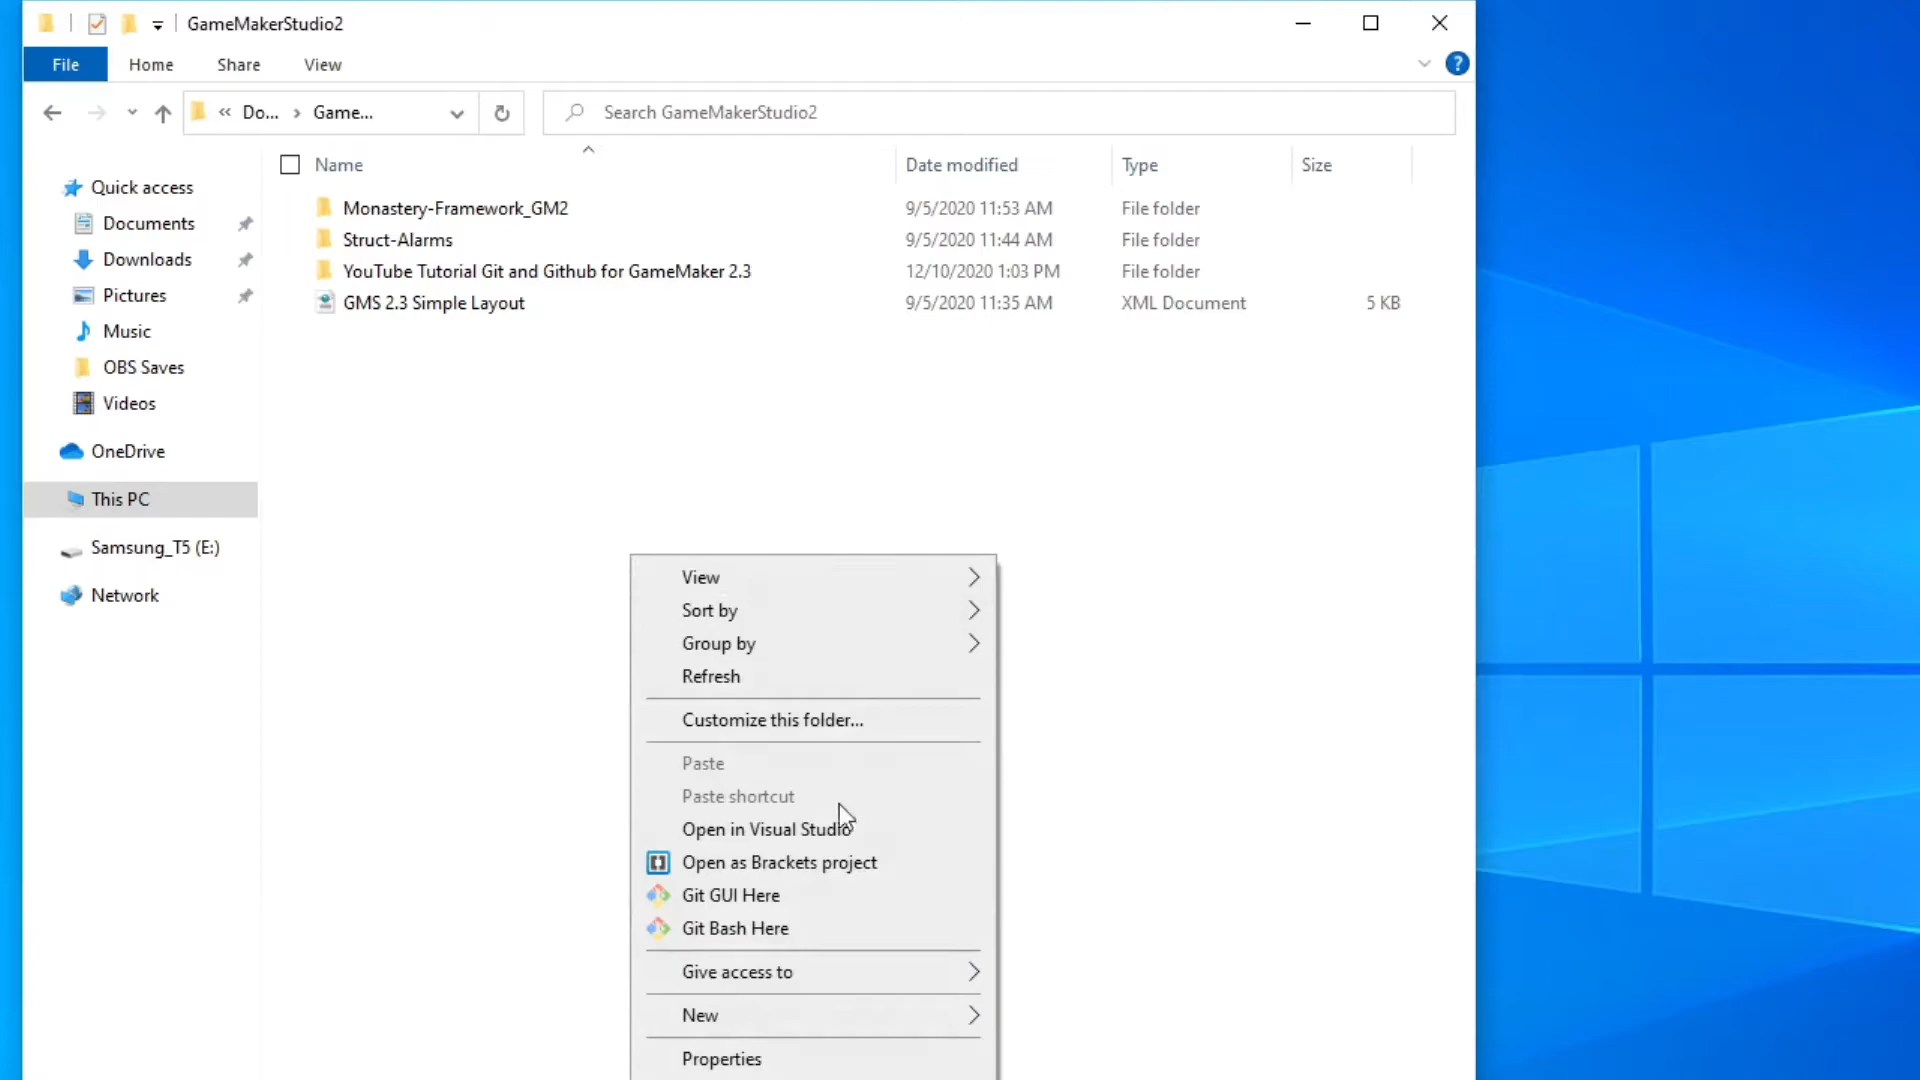 GameMakerStudio2
File Home Share View
?
« Do... > Game... Search GameMakerStudio2
Name Date modified Type Size
Quick access
Documents
Downloads
Pictures
Music
OBS Saves
Videos
OneDrive
This PC
Samsung_T5 (E:)
Network
Monastery-Framework_GM2 9/5/2020 11:53 AM File folder
Struct-Alarms 9/5/2020 11:44 AM File folder
YouTube Tutorial Git and Github for GameMaker 2.3 12/10/2020 1:03 PM File folder
GMS 2.3 Simple Layout 9/5/2020 11:35 AM XML Document 5 KB
View
Sort by
Group by
Refresh
Customize this folder...
Paste
Paste shortcut
Open in Visual Studio
Open as Brackets project
Git GUI Here
Git Bash Here
Give access to
New
Properties